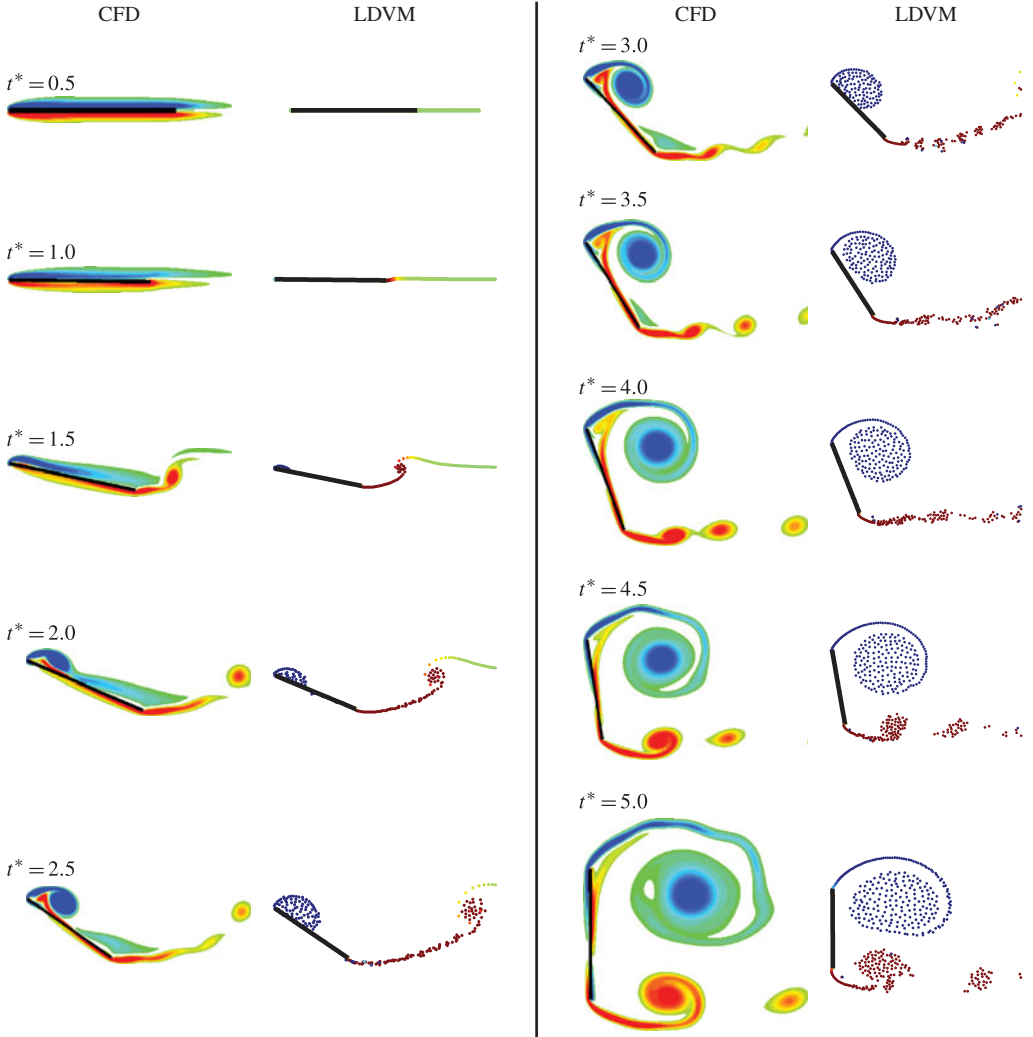 CFD LDVM
t* = 0.5
t* = 1.0
t* = 1.5
t* = 2.0
t* = 2.5
CFD LDVM
t* = 3.0
t* = 3.5
t* = 4.0
t* = 4.5
t* = 5.0